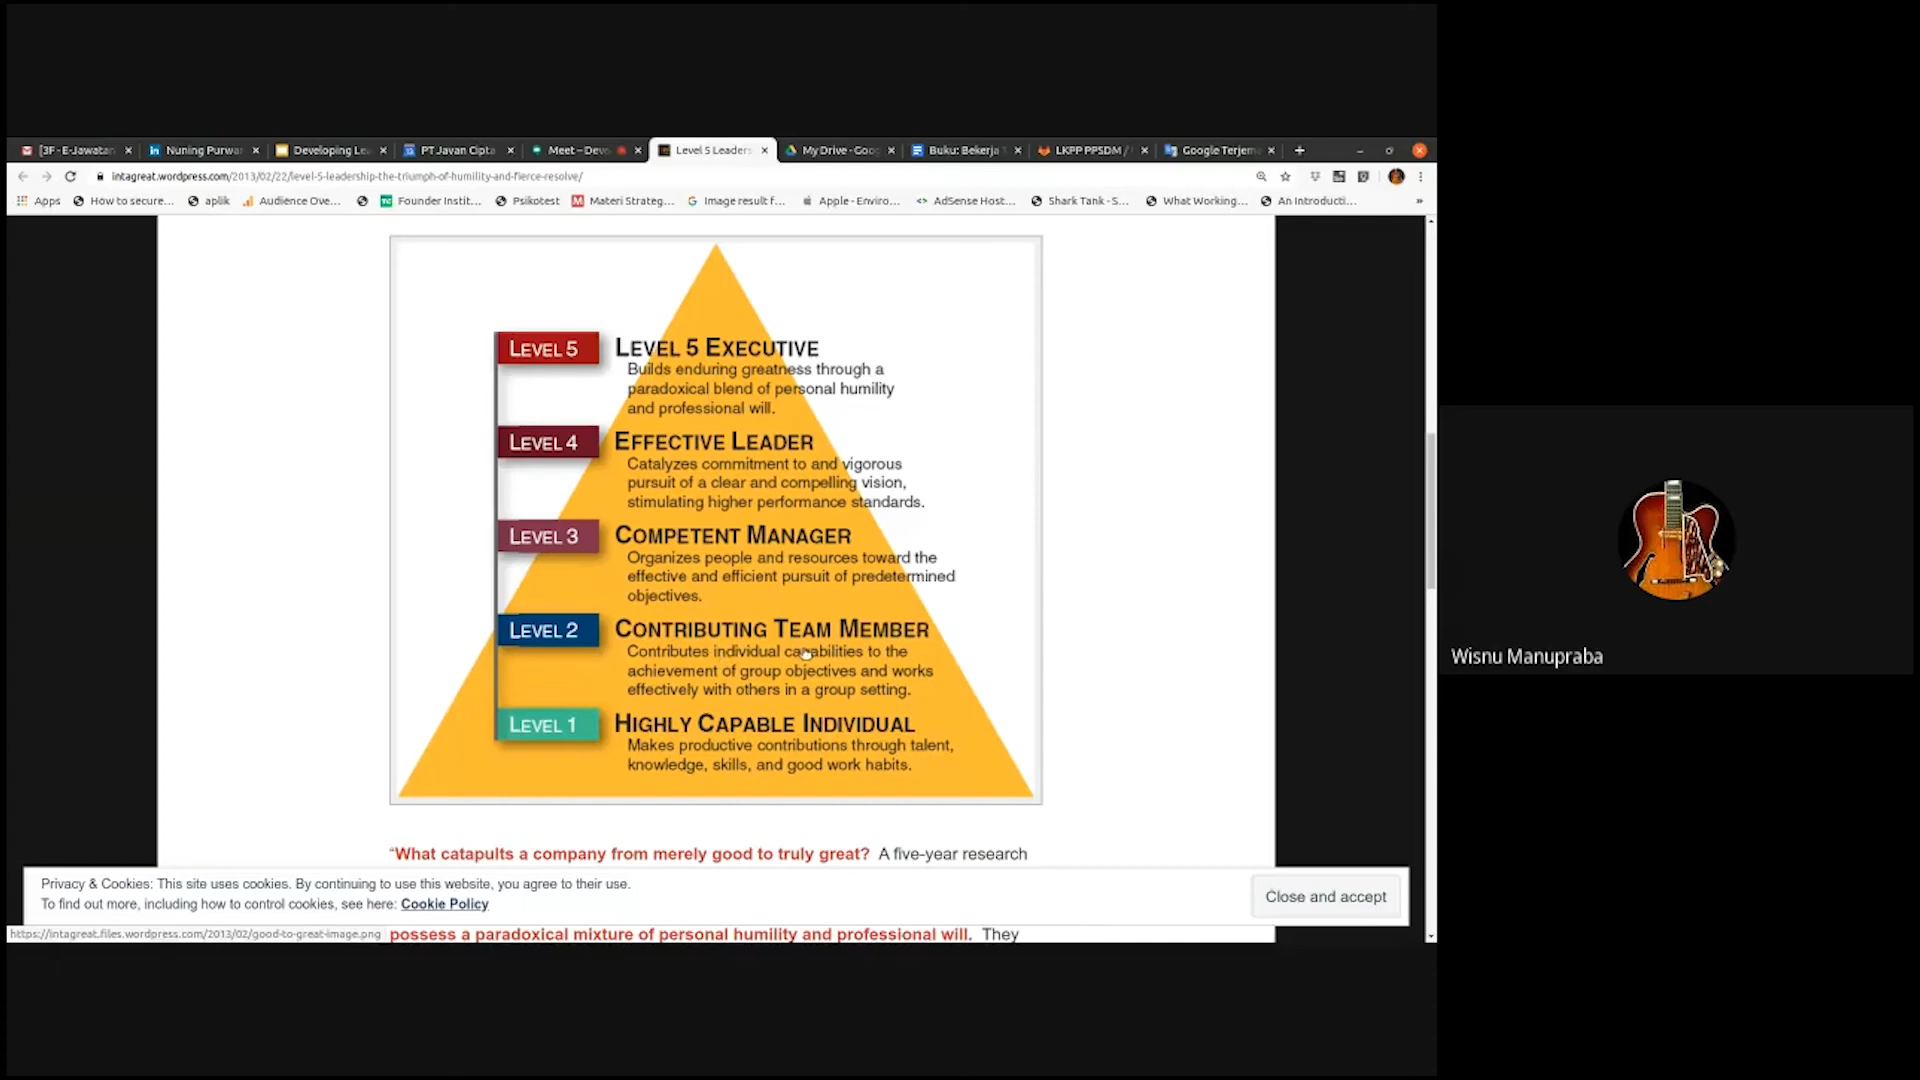 [3F - E-Jawatan
Nuning Purwa
Developing Le
PT Javan Cipta
Meet – Dev
Level 5 Leaders
My Drive - Goo
Buku: Bekerja
LKPP PPSDM /
Google Terjem
intagreat.wordpress.com/2013/02/22/level-5-leadership-the-triumph-of-humility-and-fierce-resolve/
Apps
How to secure...
aplik
Audience Ove...
Founder Instit...
Psikotest
Materi Strateg...
Image result f...
Apple - Enviro...
AdSense Host...
Shark Tank - S...
What Working...
An Introducti...
»
LEVEL 5
LEVEL 5 EXECUTIVE
Builds enduring greatness through a
paradoxical blend of personal humility
and professional will.
LEVEL 4
EFFECTIVE LEADER
Catalyzes commitment to and vigorous
pursuit of a clear and compelling vision,
stimulating higher performance standards.
LEVEL 3
COMPETENT MANAGER
Organizes people and resources toward the
effective and efficient pursuit of predetermined
objectives.
LEVEL 2
CONTRIBUTING TEAM MEMBER
Contributes individual capabilities to the
achievement of group objectives and works
effectively with others in a group setting.
LEVEL 1
HIGHLY CAPABLE INDIVIDUAL
Makes productive contributions through talent,
knowledge, skills, and good work habits.
Wisnu Manupraba
“What catapults a company from merely good to truly great? A five-year research
Privacy & Cookies: This site uses cookies. By continuing to use this website, you agree to their use.
To find out more, including how to control cookies, see here: Cookie Policy
Close and accept
https://intagreat.files.wordpress.com/2013/02/good-to-great-image.png
possess a paradoxical mixture of personal humility and professional will. They